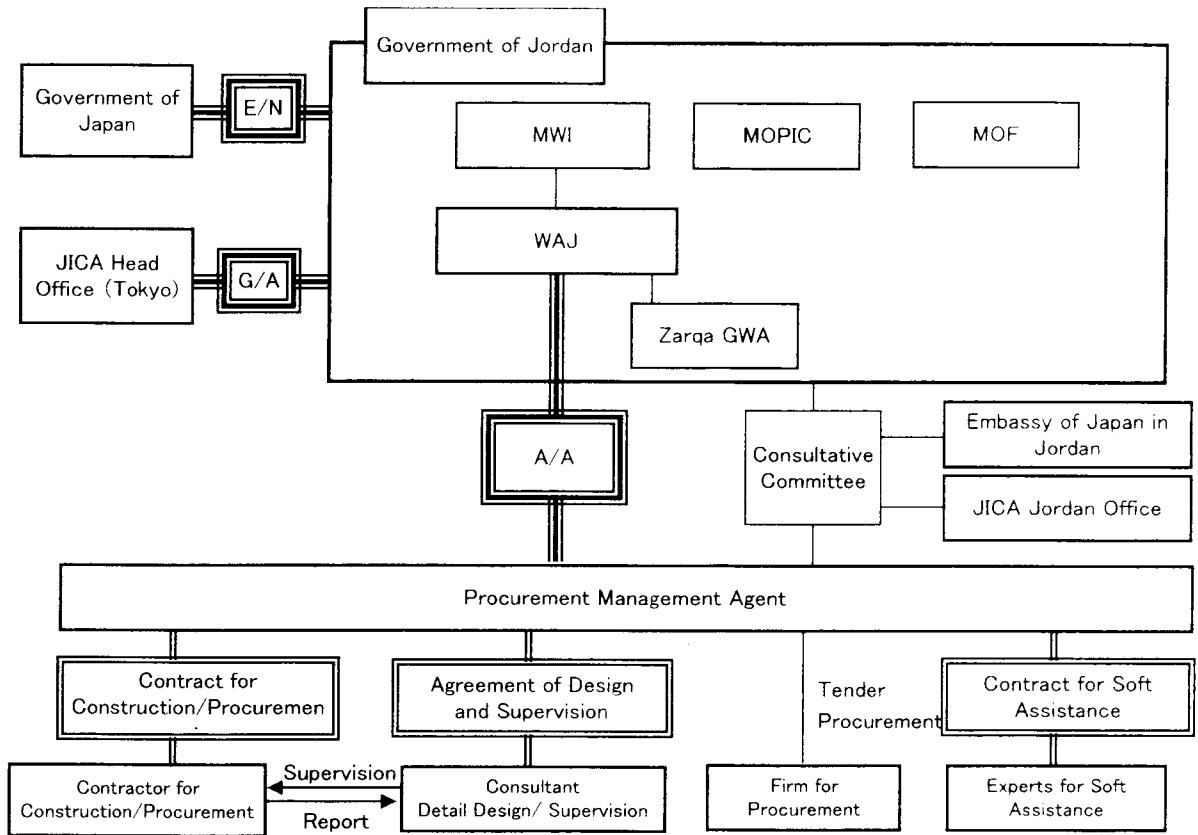 Government of Jordan
Government of
Japan
E/N
MWI
MOPIC
MOF
WAJ
JICA Head
Office (Tokyo)
G/A
Zarqa GWA
A/A
Consultative
Committee
Embassy of Japan in
Jordan
JICA Jordan Office
Procurement Management Agent
Contract for
Construction/Procuremen
Agreement of Design
and Supervision
Tender
Procurement
Contract for Soft
Assistance
Contractor for
Construction/Procurement
Supervision
Report
Consultant
Detail Design/ Supervision
Firm for
Procurement
Experts for Soft
Assistance